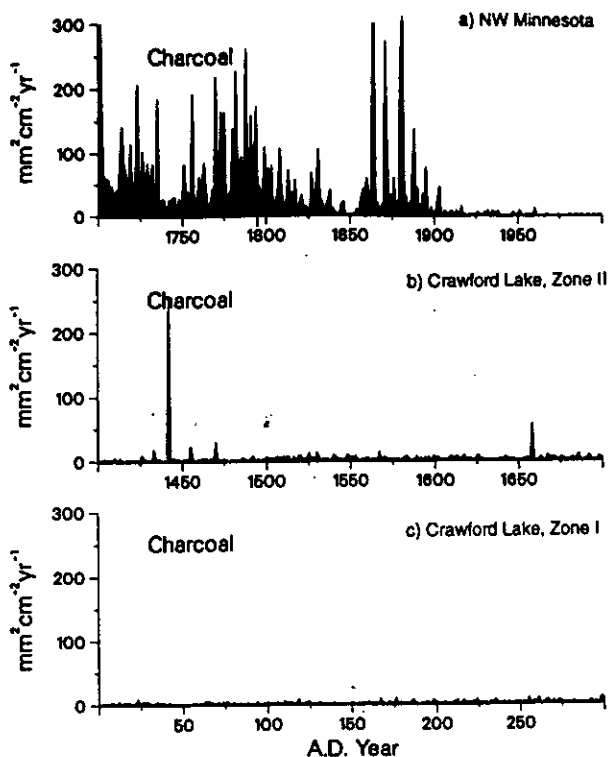 a) NW Minnesota
Charcoal
300
200
100
0
mm²cm⁻²yr⁻¹
1750 1800 1850 1900 1950
b) Crawford Lake, Zone II
Charcoal
300
200
100
0
mm²cm⁻²yr⁻¹
1450 1500 1550 1600 1650
c) Crawford Lake, Zone I
Charcoal
300
200
100
0
mm²cm⁻²yr⁻¹
50 100 150 200 250
A.D. Year